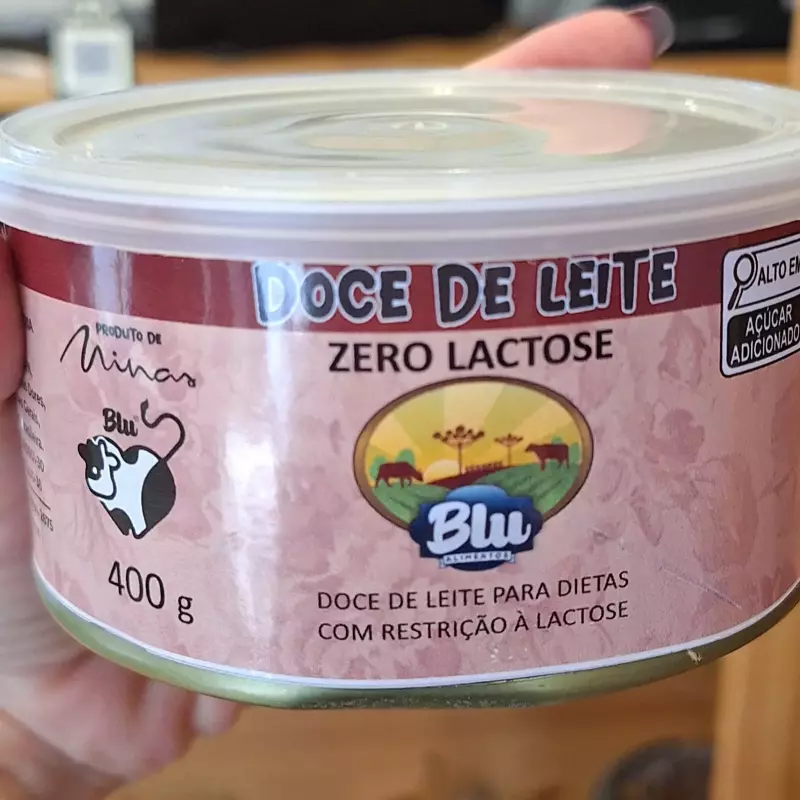 DOCE DE LEITE
ZERO LACTOSE
ALTO EM
AÇÚCAR
ADICIONADO
PRODUTO DE
Minas
Blu
400 g
Blu
ALIMENTOS
DOCE DE LEITE PARA DIETAS
COM RESTRIÇÃO À LACTOSE